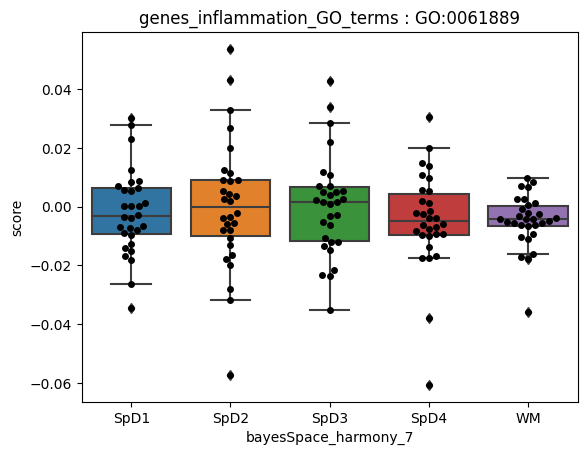 genes_inflammation_GO_terms : GO:0061889
0.04
0.02
0.00
−0.02
−0.04
−0.06
score
SpD1 SpD2 SpD3 SpD4 WM
bayesSpace_harmony_7